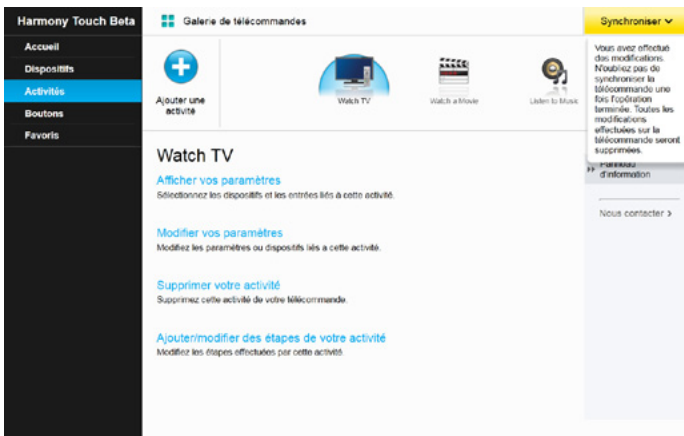 Harmony Touch Beta
Galerie de télécommandes
Synchroniser
Accueil
Dispositifs
Activités
Boutons
Favoris
Ajouter une
activité
Watch TV
Watch a Movie
Listen to Music
Vous avez effectué
des modifications.
N'oubliez pas de
synchroniser la
télécommande une
fois l'opération
terminée. Toutes les
modifications
effectuées sur la
télécommande seront
supprimées.
Panneau
d'information
Nous contacter >
Watch TV
Afficher vos paramètres
Sélectionnez les dispositifs et les entrées liés à cette activité.
Modifier vos paramètres
Modifiez les paramètres ou dispositifs liés a cette activité.
Supprimer votre activité
Supprimez cette activité de votre télécommande.
Ajouter/modifier des étapes de votre activité
Modifiez les étapes effectuées par cette activité